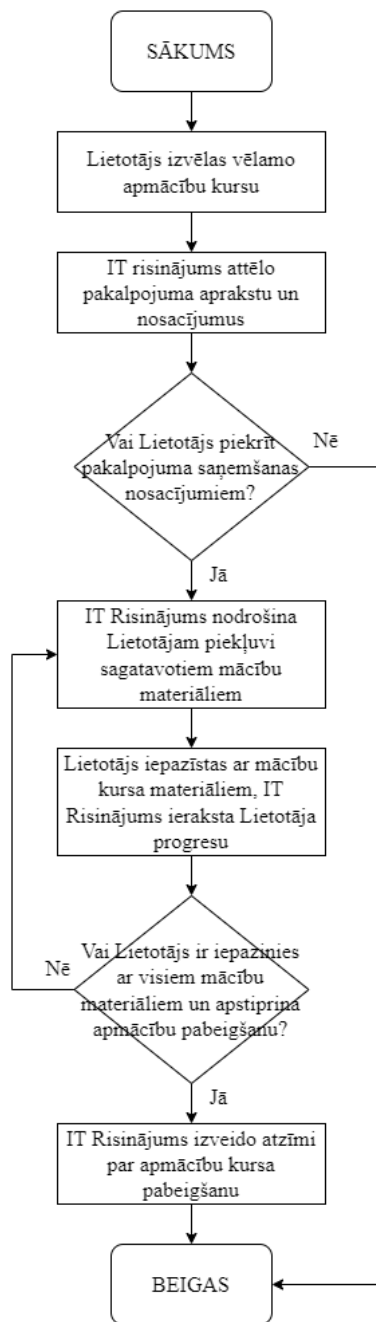 SĀKUMS
Lietotājs izvēlas vēlamo
apmācību kursu
IT risinājums attēlo
pakalpojuma aprakstu un
nosacījumus
Vai Lietotājs piekrīt
pakalpojuma saņemšanas
nosacījumiem?
Nē
Jā
IT Risinājums nodrošina
Lietotājam piekļuvi
sagatavotiem mācību
materiāliem
Lietotājs iepazīstas ar mācību
kursa materiāliem, IT
Risinājums ieraksta Lietotāja
progresu
Vai Lietotājs ir iepazinies
ar visiem mācību
materiāliem un apstiprina
apmācību pabeigšanu?
Nē
Jā
IT Risinājums izveido atzīmi
par apmācību kursa
pabeigšanu
BEIGAS